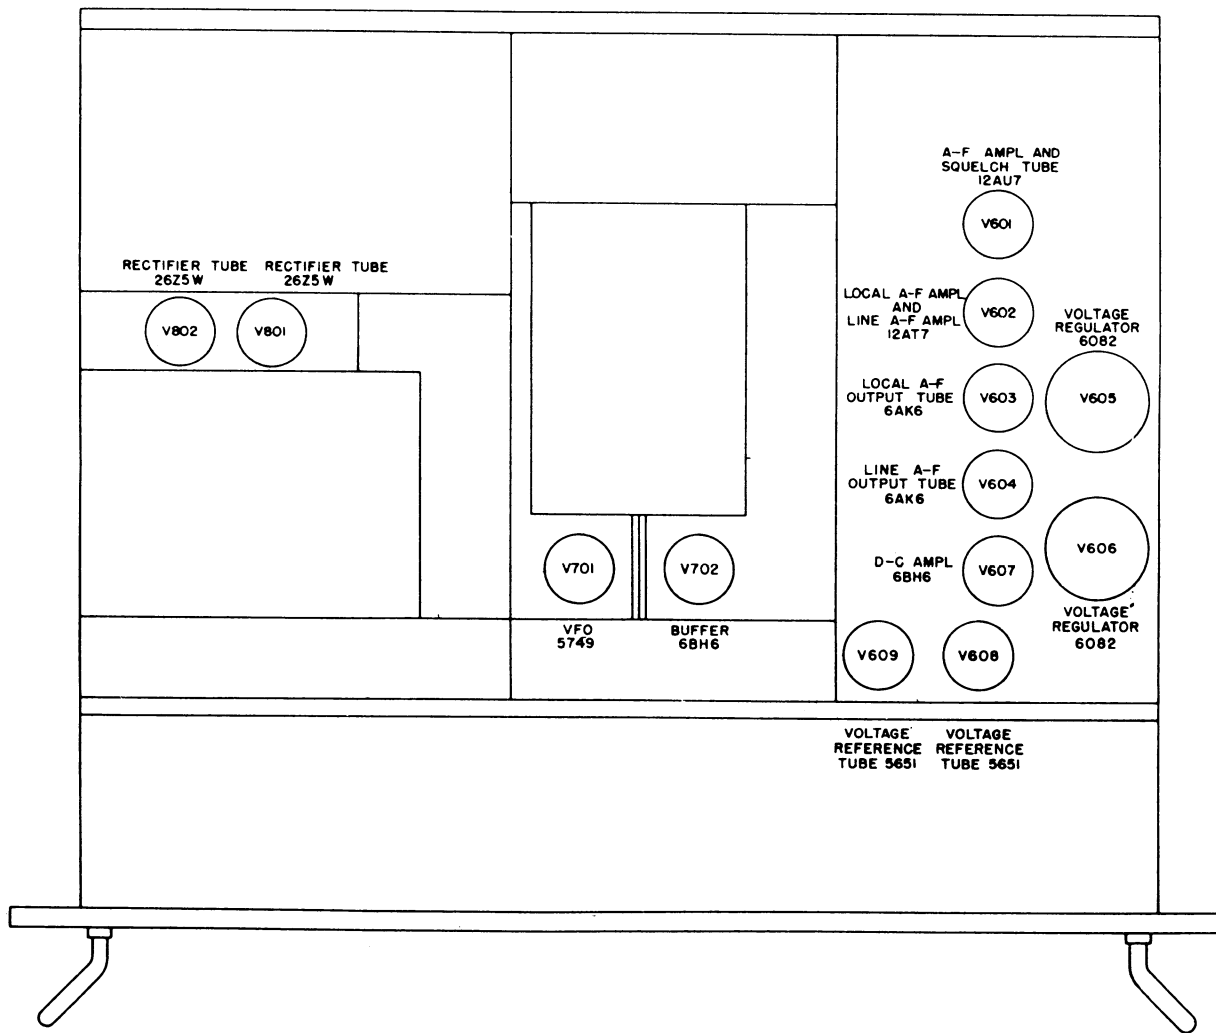 A-F AMPL AND
SQUELCH TUBE
12AU7
V601
RECTIFIER TUBE
26Z5W
RECTIFIER TUBE
26Z5W
V802
V801
LOCAL A-F AMPL
AND
LINE A-F AMPL
12AT7
V602
VOLTAGE
REGULATOR
6082
V605
LOCAL A-F
OUTPUT TUBE
6AK6
V603
LINE A-F
OUTPUT TUBE
6AK6
V604
V606
VOLTAGE
REGULATOR
6082
D-C AMPL
6BH6
V607
V701
VFO
5749
V702
BUFFER
6BH6
V609
V608
VOLTAGE
REFERENCE
TUBE 5651
VOLTAGE
REFERENCE
TUBE 5651